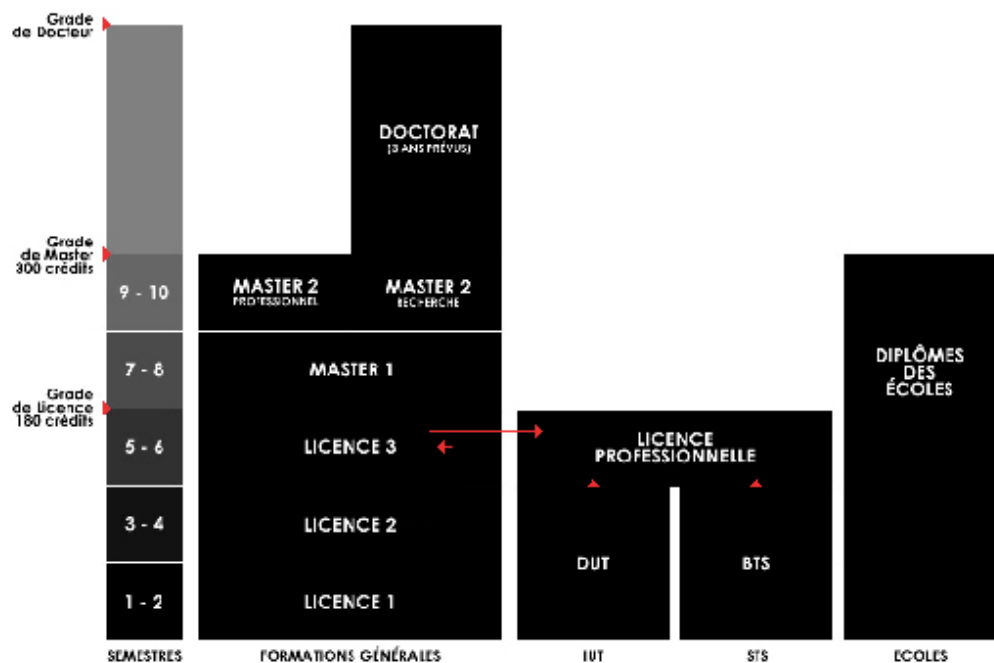 Grade
de Docteur
DOCTORAT
(3 ANS PRÉVUS)
Grade
de Master
300 crédits
9 - 10
MASTER 2
PROFESSIONNEL
MASTER 2
RECHERCHE
7 - 8
MASTER 1
DIPLÔMES
DES
ÉCOLES
Grade
de Licence
180 crédits
5 - 6
LICENCE 3
LICENCE
PROFESSIONNELLE
3 - 4
LICENCE 2
DUT
BTS
1 - 2
LICENCE 1
SEMESTRES
FORMATIONS GÉNÉRALES
IUT
STS
ECOLES